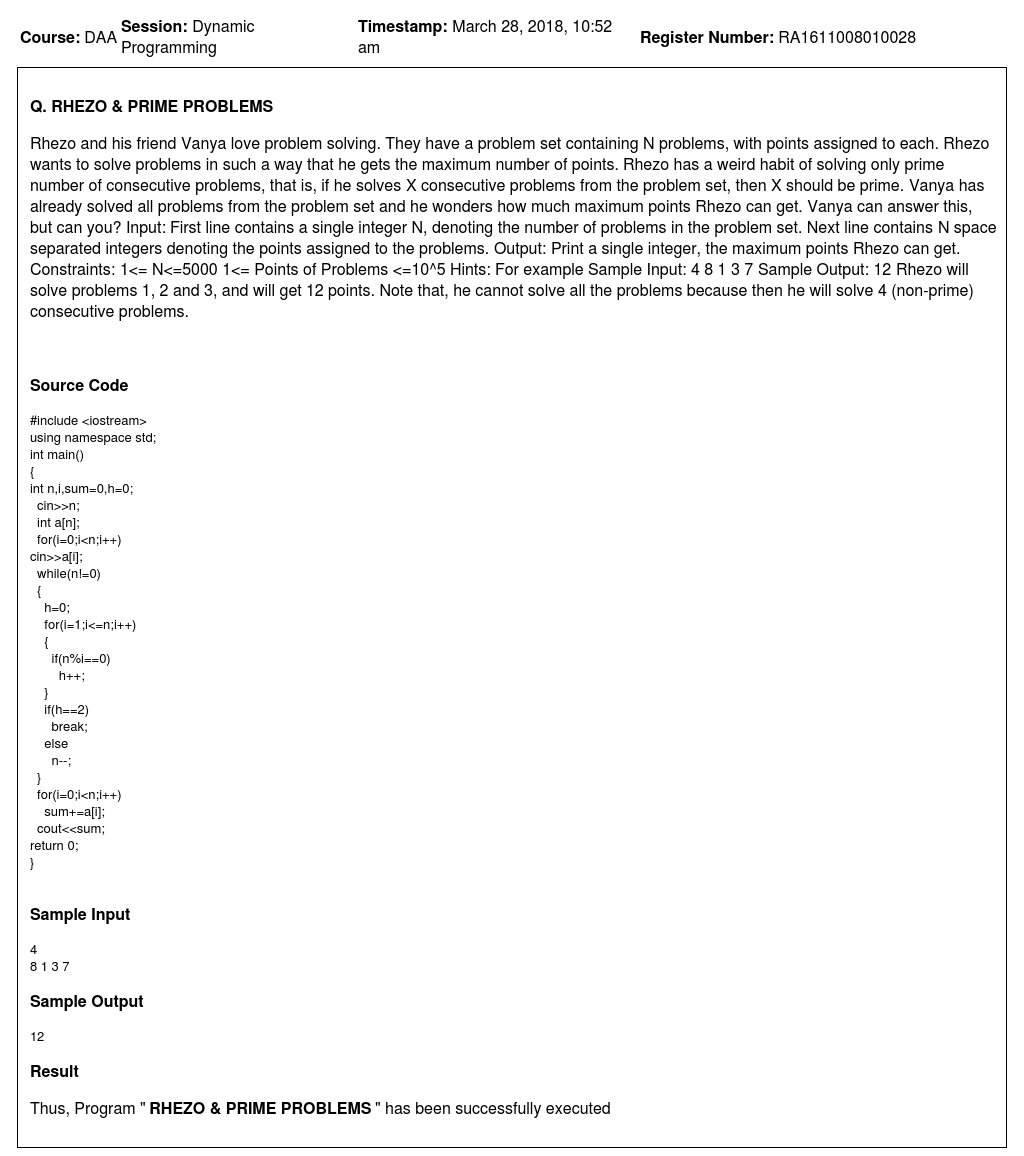 Course: DAA Session: Dynamic Programming Timestamp: March 28, 2018, 10:52 am Register Number: RA1611008010028
Q. RHEZO & PRIME PROBLEMS
Rhezo and his friend Vanya love problem solving. They have a problem set containing N problems, with points assigned to each. Rhezo
wants to solve problems in such a way that he gets the maximum number of points. Rhezo has a weird habit of solving only prime
number of consecutive problems, that is, if he solves X consecutive problems from the problem set, then X should be prime. Vanya has
already solved all problems from the problem set and he wonders how much maximum points Rhezo can get. Vanya can answer this,
but can you? Input: First line contains a single integer N, denoting the number of problems in the problem set. Next line contains N space
separated integers denoting the points assigned to the problems. Output: Print a single integer, the maximum points Rhezo can get.
Constraints: 1<= N<=5000 1<= Points of Problems <=10^5 Hints: For example Sample Input: 4 8 1 3 7 Sample Output: 12 Rhezo will
solve problems 1, 2 and 3, and will get 12 points. Note that, he cannot solve all the problems because then he will solve 4 (non-prime)
consecutive problems.
Source Code
#include <iostream>
using namespace std;
int main()
{
int n,i,sum=0,h=0;
cin>>n;
int a[n];
for(i=0;i<n;i++)
cin>>a[i];
while(n!=0)
{
h=0;
for(i=1;i<=n;i++)
{
if(n%i==0)
h++;
}
if(h==2)
break;
else
n--;
}
for(i=0;i<n;i++)
sum+=a[i];
cout<<sum;
return 0;
}
Sample Input
4
8 1 3 7
Sample Output
12
Result
Thus, Program " RHEZO & PRIME PROBLEMS " has been successfully executed